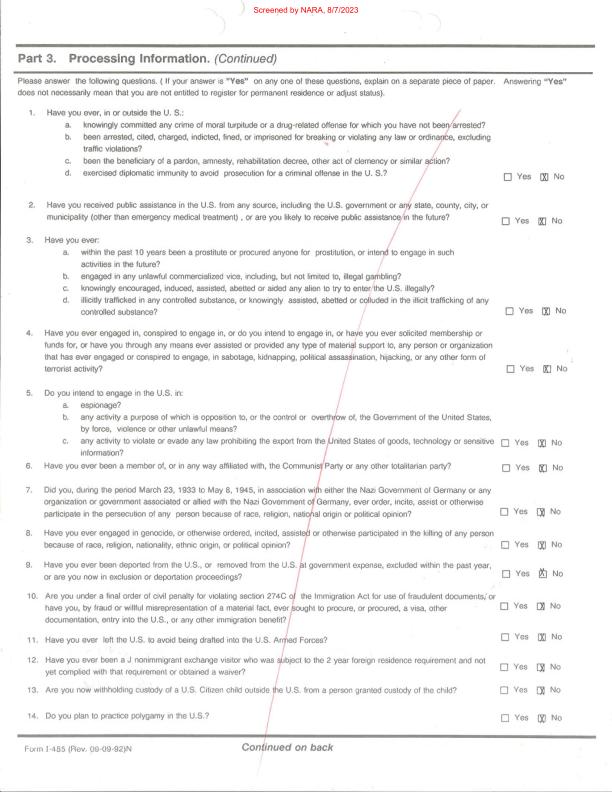 Screened by NARA, 8/7/2023
Part 3. Processing Information. (Continued)
Please answer the following questions. ( If your answer is "Yes" on any one of these questions, explain on a separate piece of paper. Answering "Yes"
does not necessarily mean that you are not entitled to register for permanent residence or adjust status).
1. Have you ever, in or outside the U. S.:
a. knowingly committed any crime of moral turpitude or a drug-related offense for which you have not been arrested?
b. been arrested, cited, charged, indicted, fined, or imprisoned for breaking or violating any law or ordinance, excluding
traffic violations?
c. been the beneficiary of a pardon, amnesty, rehabilitation decree, other act of clemency or similar action?
d. exercised diplomatic immunity to avoid prosecution for a criminal offense in the U. S.? ☐ Yes ☒ No
2. Have you received public assistance in the U.S. from any source, including the U.S. government or any state, county, city, or
municipality (other than emergency medical treatment) , or are you likely to receive public assistance in the future? ☐ Yes ☒ No
3. Have you ever:
a. within the past 10 years been a prostitute or procured anyone for prostitution, or intend to engage in such
activities in the future?
b. engaged in any unlawful commercialized vice, including, but not limited to, illegal gambling?
c. knowingly encouraged, induced, assisted, abetted or aided any alien to try to enter the U.S. illegally?
d. illicitly trafficked in any controlled substance, or knowingly assisted, abetted or colluded in the illicit trafficking of any
controlled substance? ☐ Yes ☒ No
4. Have you ever engaged in, conspired to engage in, or do you intend to engage in, or have you ever solicited membership or
funds for, or have you through any means ever assisted or provided any type of material support to, any person or organization
that has ever engaged or conspired to engage, in sabotage, kidnapping, political assassination, hijacking, or any other form of
terrorist activity? ☐ Yes ☒ No
5. Do you intend to engage in the U.S. in:
a. espionage?
b. any activity a purpose of which is opposition to, or the control or overthrow of, the Government of the United States,
by force, violence or other unlawful means?
c. any activity to violate or evade any law prohibiting the export from the United States of goods, technology or sensitive ☐ Yes ☒ No
information?
6. Have you ever been a member of, or in any way affiliated with, the Communist Party or any other totalitarian party? ☐ Yes ☒ No
7. Did you, during the period March 23, 1933 to May 8, 1945, in association with either the Nazi Government of Germany or any
organization or government associated or allied with the Nazi Government of Germany, ever order, incite, assist or otherwise
participate in the persecution of any person because of race, religion, national origin or political opinion? ☐ Yes ☒ No
8. Have you ever engaged in genocide, or otherwise ordered, incited, assisted or otherwise participated in the killing of any person
because of race, religion, nationality, ethnic origin, or political opinion? ☐ Yes ☒ No
9. Have you ever been deported from the U.S., or removed from the U.S. at government expense, excluded within the past year,
or are you now in exclusion or deportation proceedings? ☐ Yes ☒ No
10. Are you under a final order of civil penalty for violating section 274C of the Immigration Act for use of fraudulent documents, or
have you, by fraud or willful misrepresentation of a material fact, ever sought to procure, or procured, a visa, other ☐ Yes ☒ No
documentation, entry into the U.S., or any other immigration benefit?
11. Have you ever left the U.S. to avoid being drafted into the U.S. Armed Forces? ☐ Yes ☒ No
12. Have you ever been a J nonimmigrant exchange visitor who was subject to the 2 year foreign residence requirement and not
yet complied with that requirement or obtained a waiver? ☐ Yes ☒ No
13. Are you now withholding custody of a U.S. Citizen child outside the U.S. from a person granted custody of the child? ☐ Yes ☒ No
14. Do you plan to practice polygamy in the U.S.? ☐ Yes ☒ No
Form I-485 (Rev. 09-09-92)N Continued on back